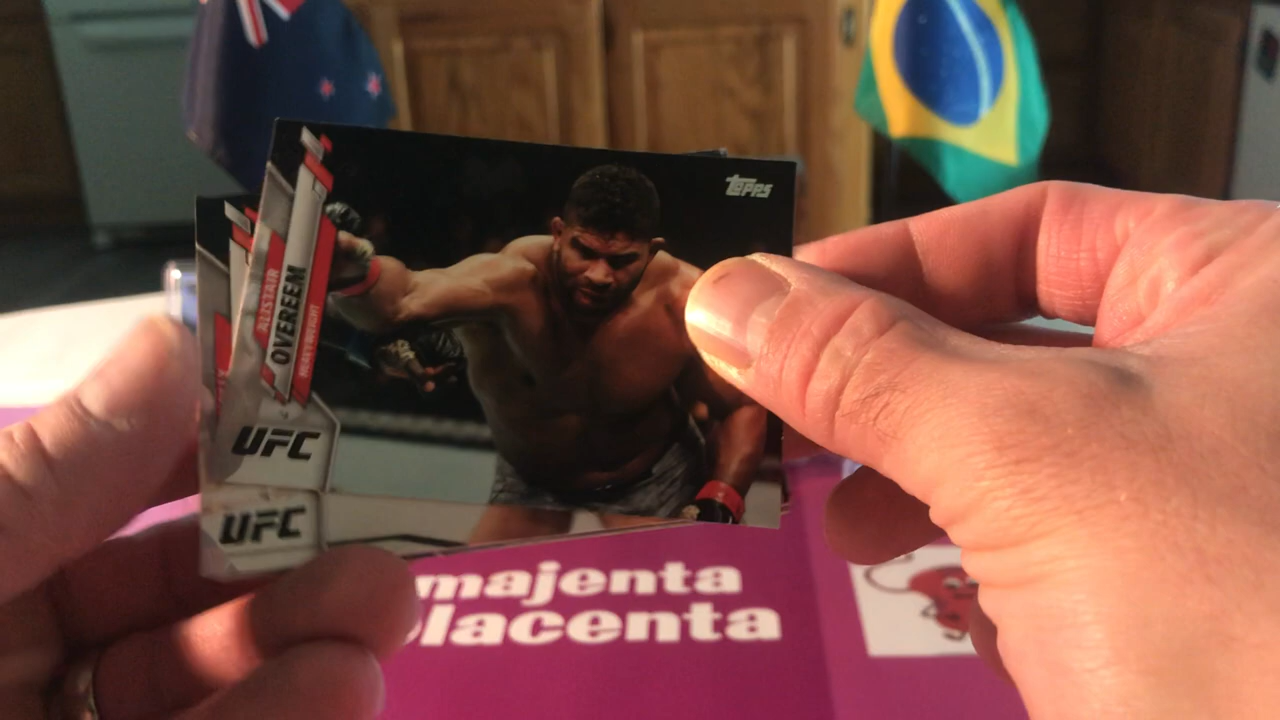 Topps
ALISTAIR
OVEREEM
HEAVYWEIGHT
UFC
UFC
majenta
placenta